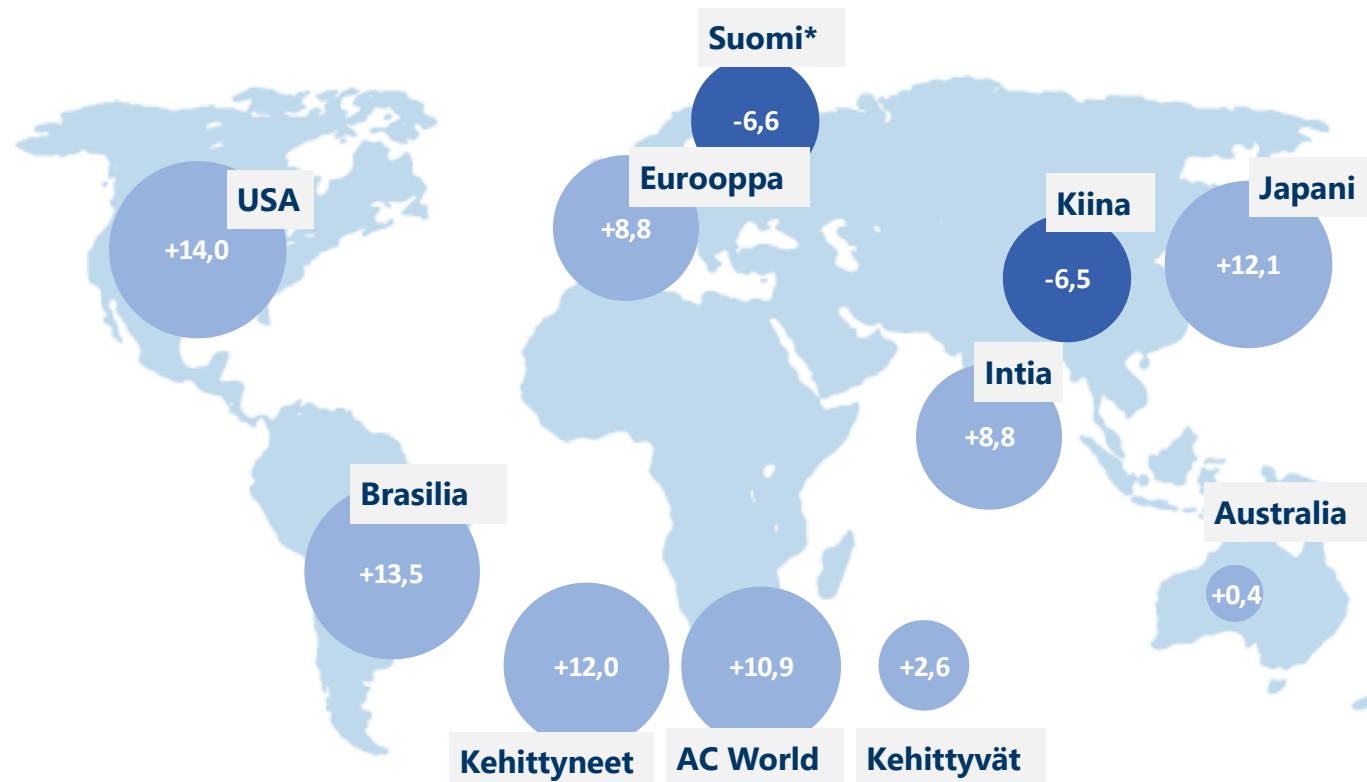 Suomi*
-6,6
Eurooppa
+8,8
USA
+14,0
Kiina
-6,5
Japani
+12,1
Intia
+8,8
Brasilia
+13,5
Australia
+0,4
+12,0
Kehittyneet
+10,9
AC World
+2,6
Kehittyvät